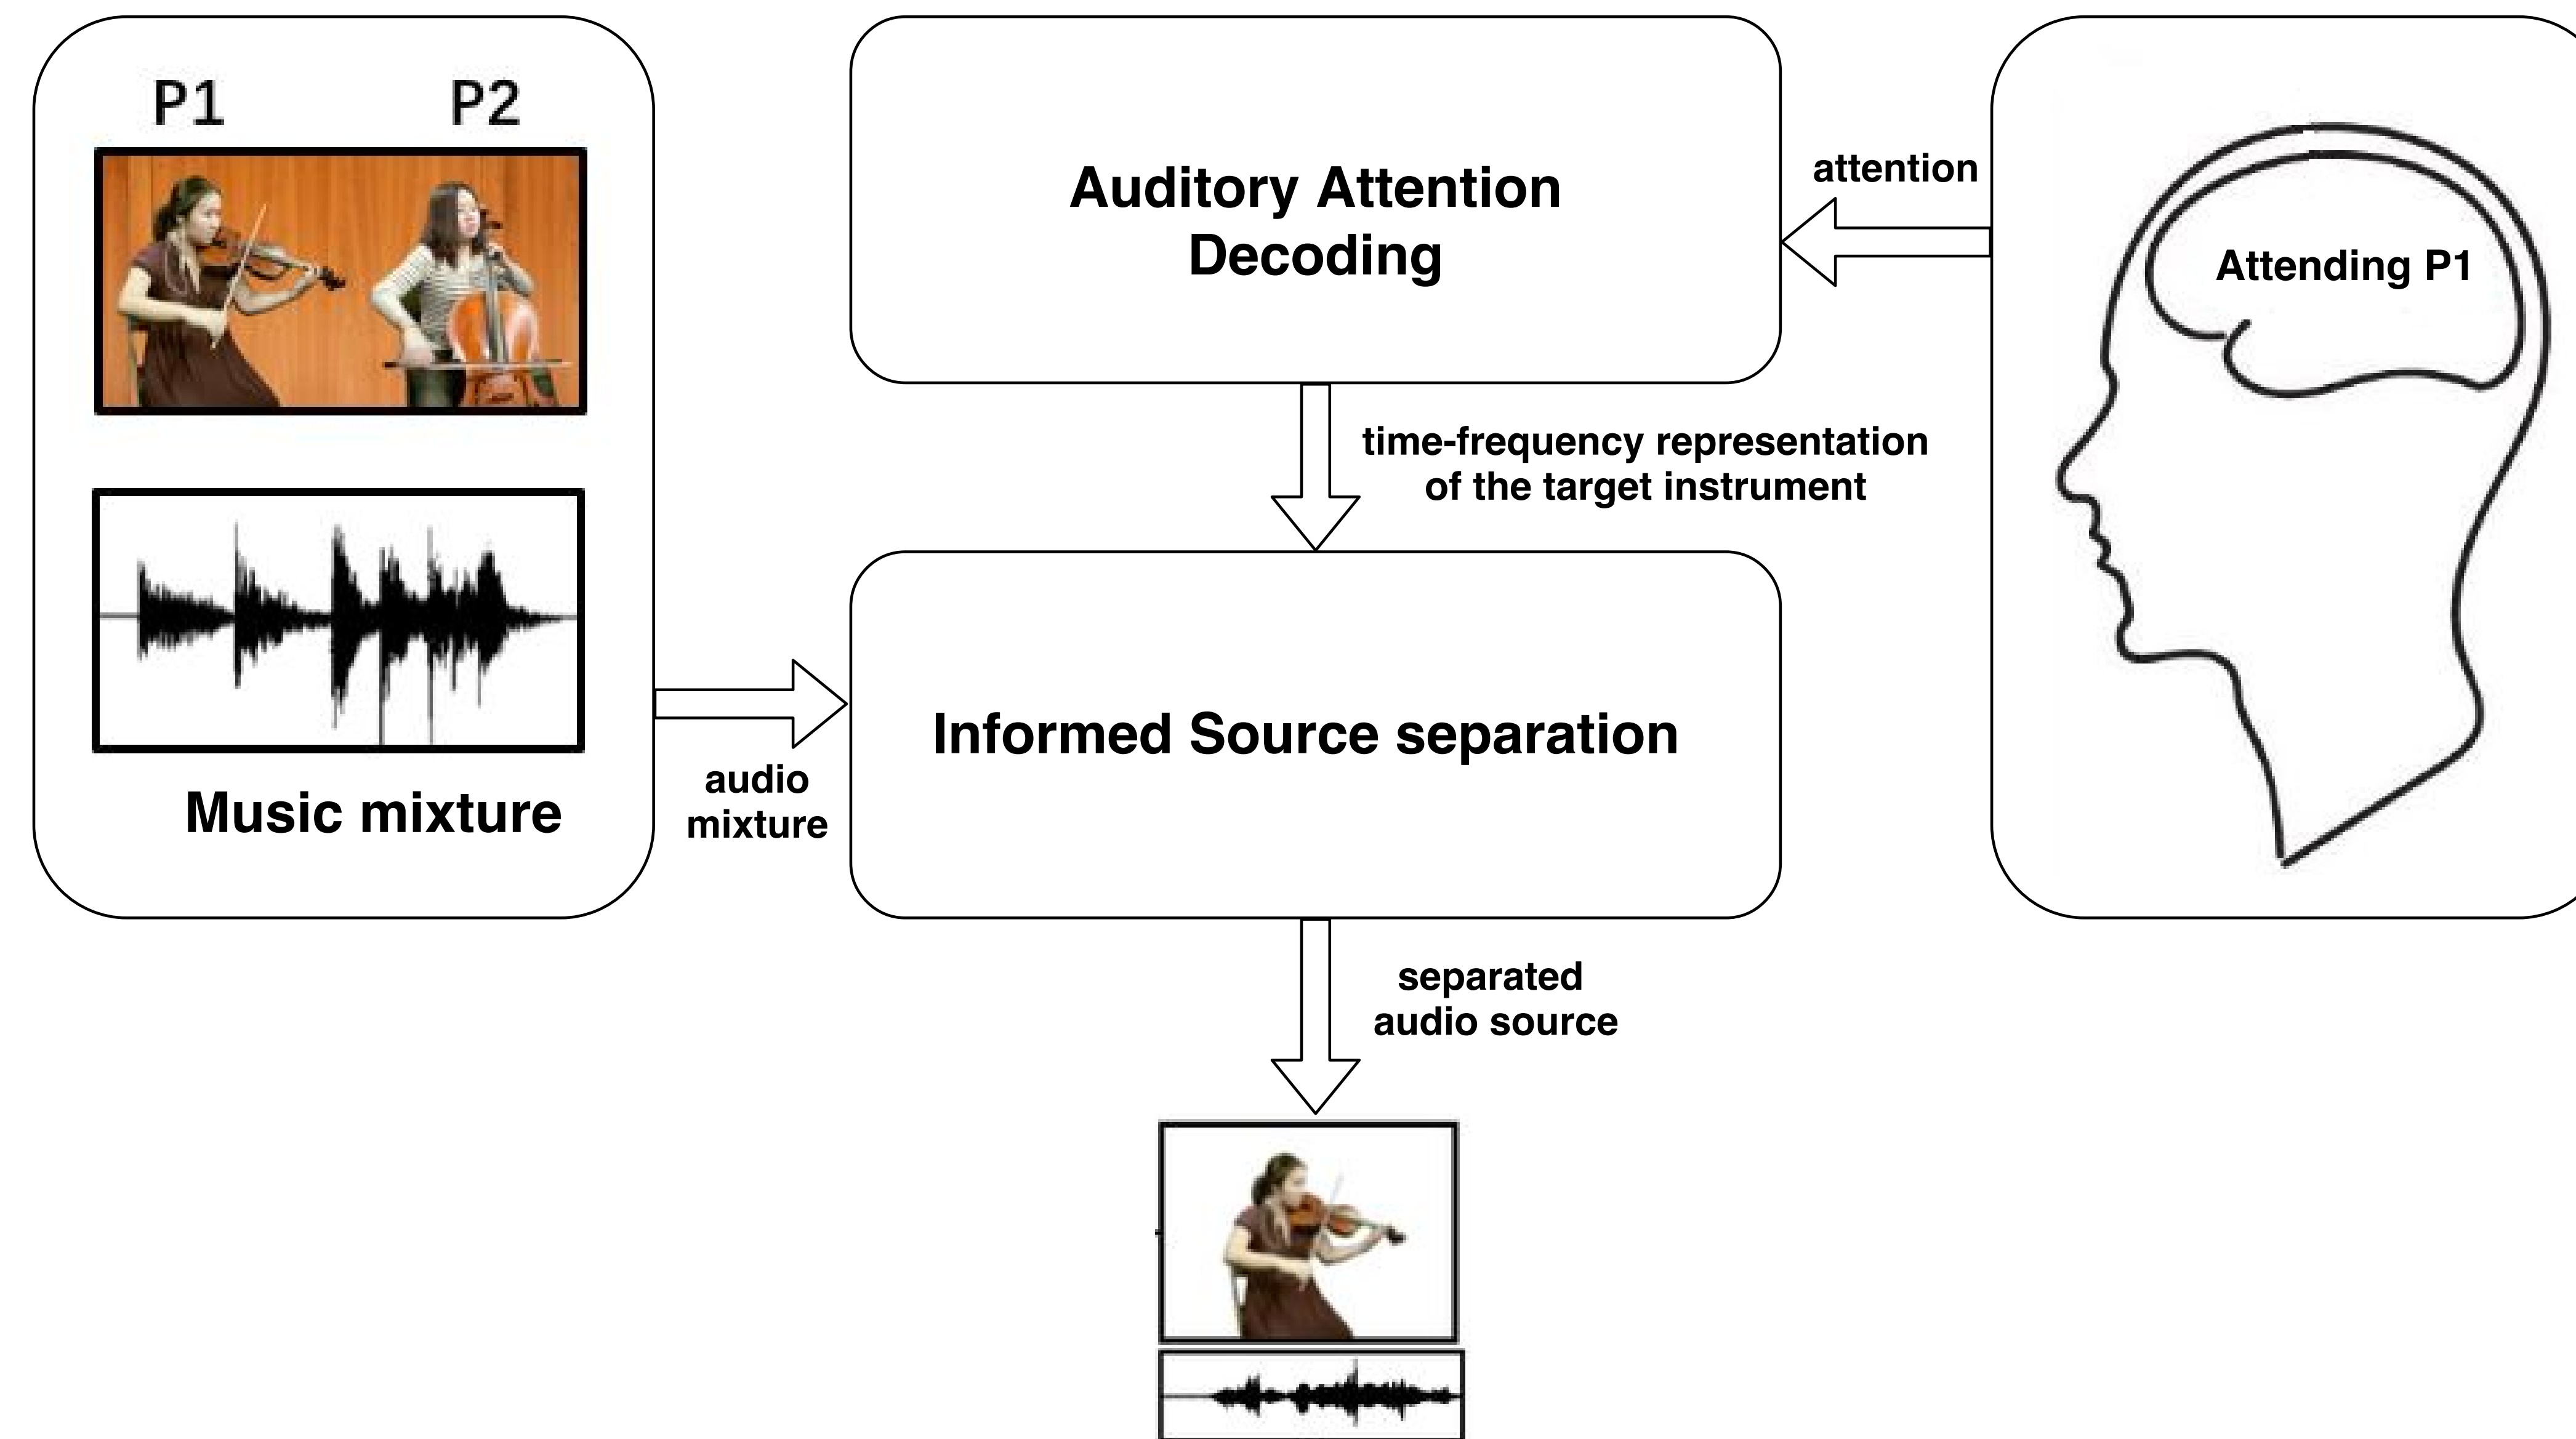 P1 P2
Music mixture
audio
mixture
Auditory Attention
Decoding
attention
Attending P1
time-frequency representation
of the target instrument
Informed Source separation
separated
audio source